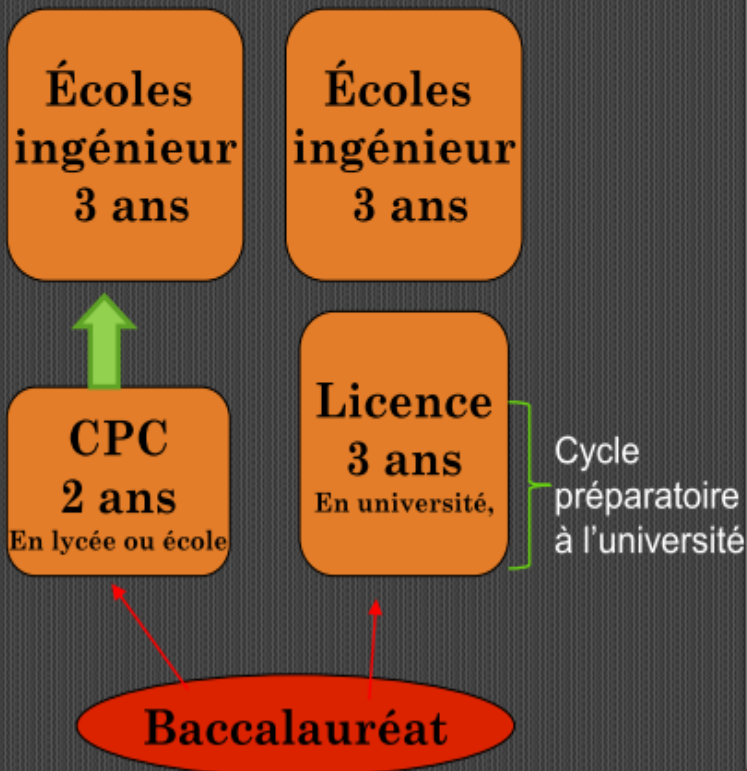 Écoles
ingénieur
3 ans
Écoles
ingénieur
3 ans
CPC
2 ans
En lycée ou école
Licence
3 ans
En université,
Cycle
préparatoire
à l'université
Baccalauréat